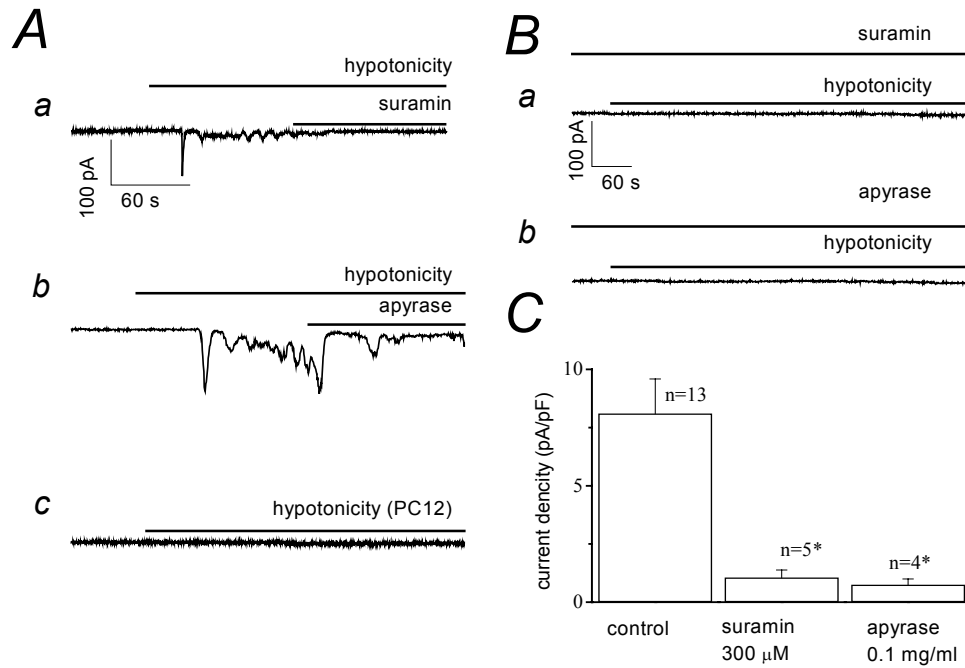 A
hypotonicity
a
suramin
100 pA
60 s
b
hypotonicity
apyrase
c
hypotonicity (PC12)
B
suramin
a
hypotonicity
100 pA
60 s
apyrase
b
hypotonicity
C
current dencity (pA/pF)
10
5
0
n=13
n=5*
n=4*
control
suramin
300 μM
apyrase
0.1 mg/ml